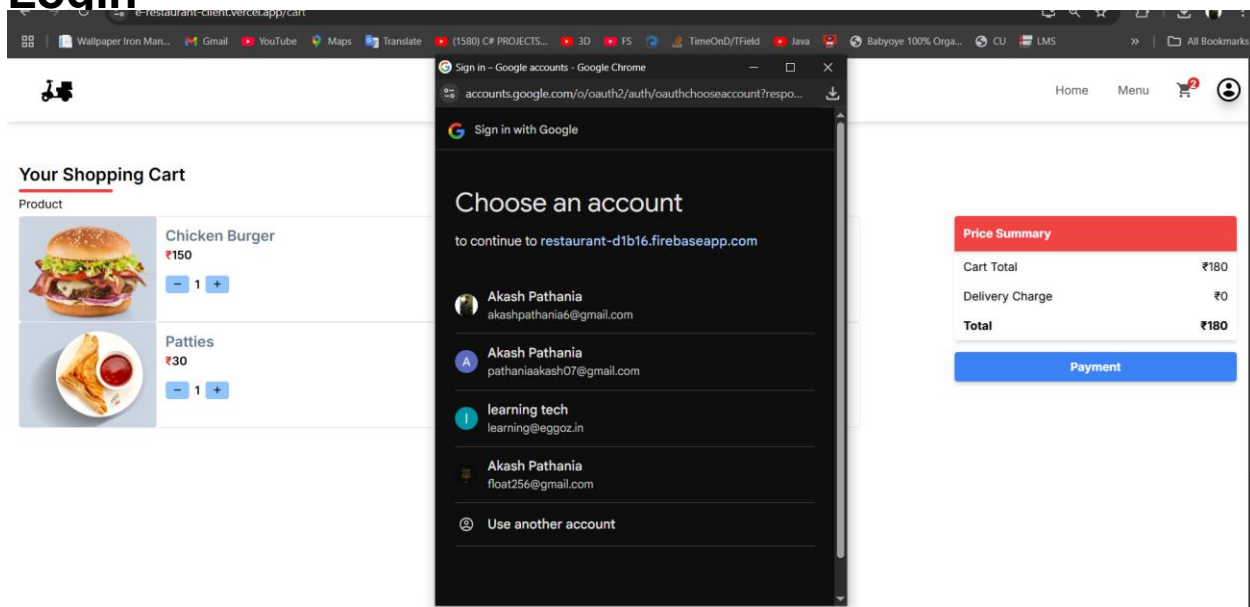 Login
e-restaurant-client.vercel.app/cart
Wallpaper Iron Man... Gmail YouTube Maps Translate (1580) C# PROJECTS... 3D FS TimeOnD/TField Java Babyoye 100% Orga... CU LMS » All Bookmarks
Sign in – Google accounts - Google Chrome
accounts.google.com/o/oauth2/auth/oauthchooseaccount?respo...
Home Menu 2
G Sign in with Google
Your Shopping Cart
Product
Chicken Burger
₹150
− 1 +
Patties
₹30
− 1 +
Choose an account
to continue to restaurant-d1b16.firebaseapp.com
Akash Pathania
akashpathania6@gmail.com
A
Akash Pathania
pathaniaakash07@gmail.com
l
learning tech
learning@eggoz.in
Akash Pathania
float256@gmail.com
Use another account
Price Summary
Cart Total ₹180
Delivery Charge ₹0
Total ₹180
Payment